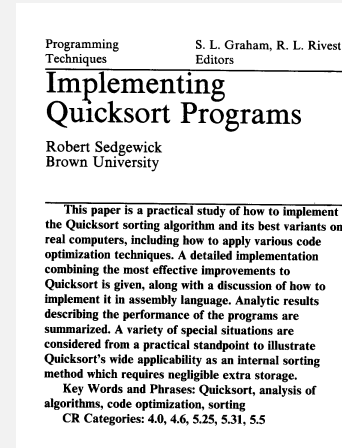 Programming
Techniques
S. L. Graham, R. L. Rivest
Editors
Implementing
Quicksort Programs
Robert Sedgewick
Brown University
This paper is a practical study of how to implement
the Quicksort sorting algorithm and its best variants on
real computers, including how to apply various code
optimization techniques. A detailed implementation
combining the most effective improvements to
Quicksort is given, along with a discussion of how to
implement it in assembly language. Analytic results
describing the performance of the programs are
summarized. A variety of special situations are
considered from a practical standpoint to illustrate
Quicksort's wide applicability as an internal sorting
method which requires negligible extra storage.
Key Words and Phrases: Quicksort, analysis of
algorithms, code optimization, sorting
CR Categories: 4.0, 4.6, 5.25, 5.31, 5.5